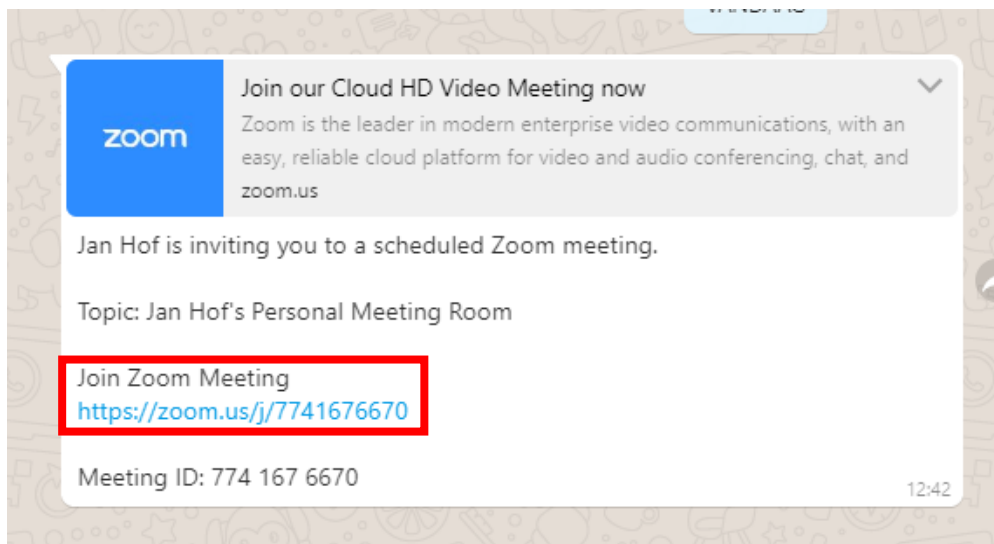 VANDAAG
zoom
Join our Cloud HD Video Meeting now
Zoom is the leader in modern enterprise video communications, with an
easy, reliable cloud platform for video and audio conferencing, chat, and
zoom.us
Jan Hof is inviting you to a scheduled Zoom meeting.
Topic: Jan Hof's Personal Meeting Room
Join Zoom Meeting
https://zoom.us/j/7741676670
Meeting ID: 774 167 6670
12:42